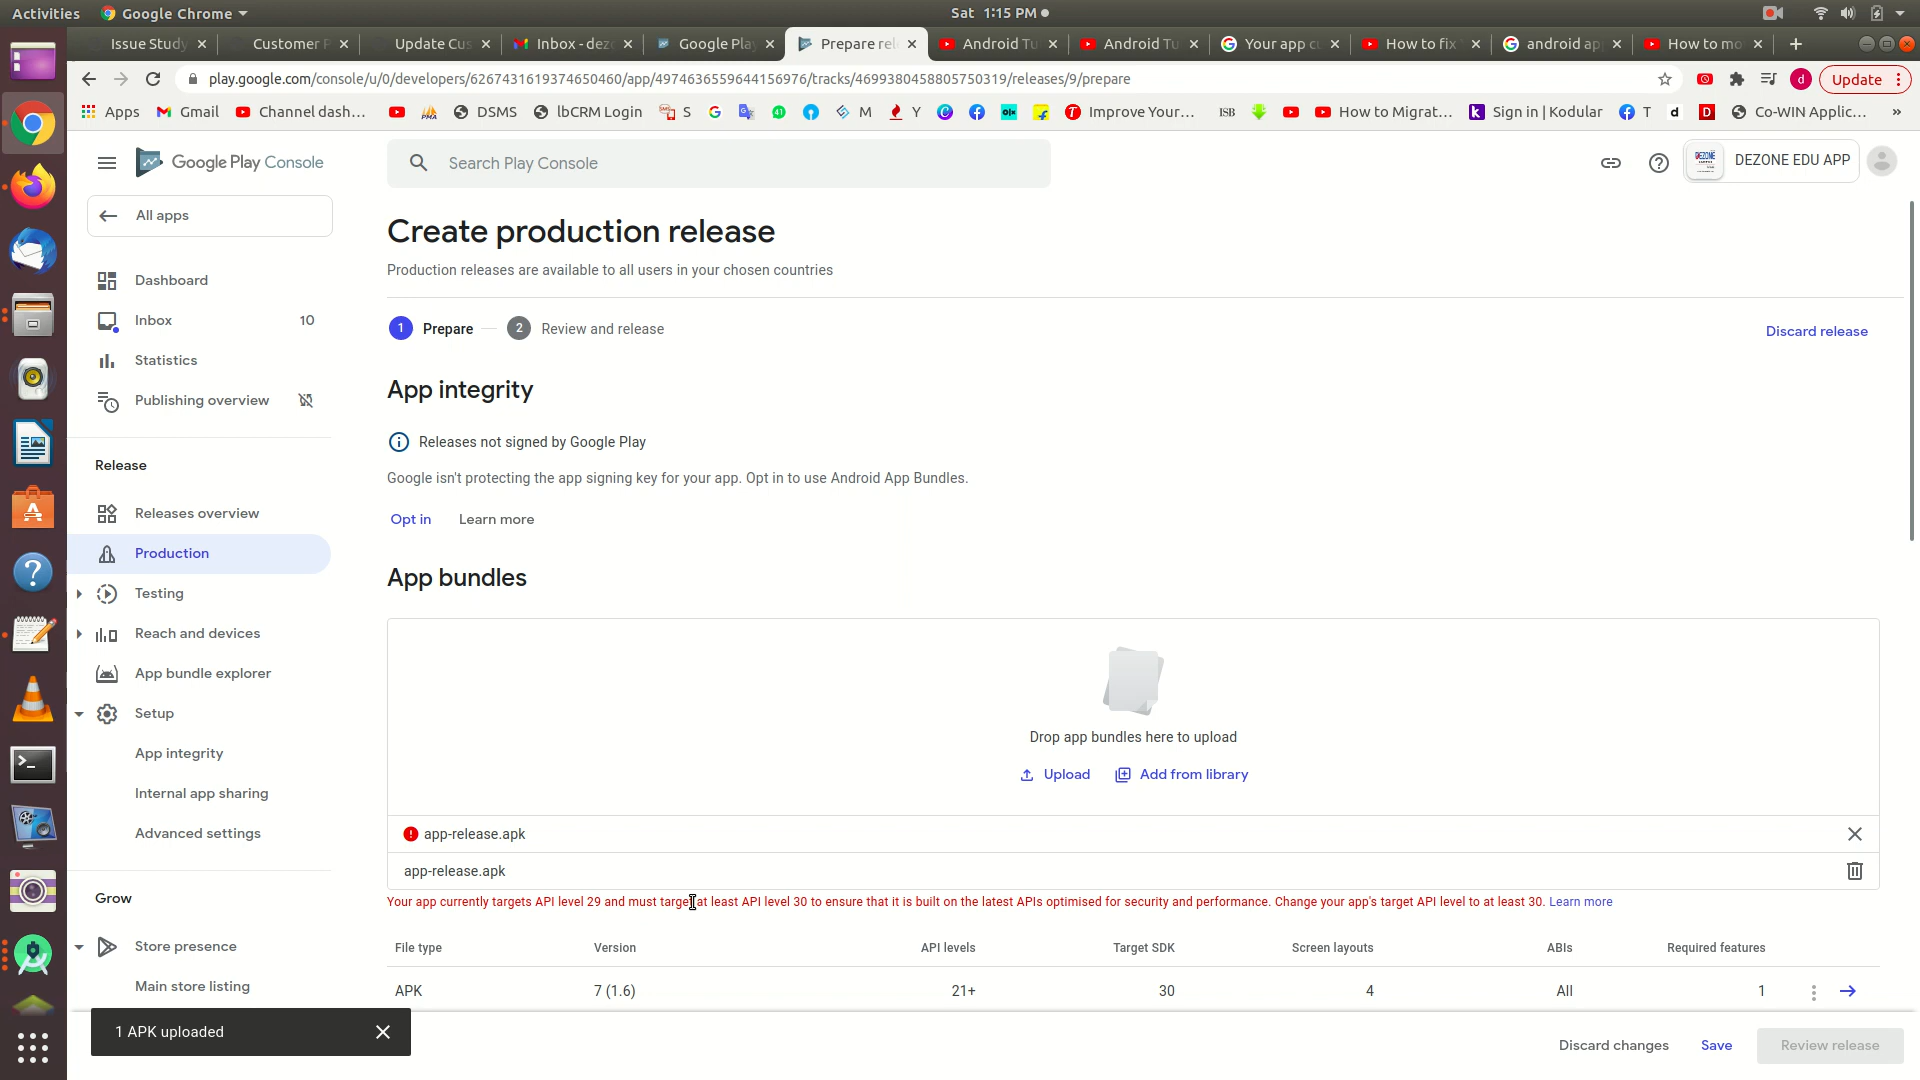 Activities Google Chrome Sat 1:15 PM
Issue Study Customer P Update Cus Inbox - dezo Google Play Prepare rel Android Tu Android Tu Your app cu How to fix android ap How to mo
play.google.com/console/u/0/developers/6267431619374650460/app/4974636559644156976/tracks/4699380458805750319/releases/9/prepare Update
Apps Gmail Channel dash... DSMS lbCRM Login S M Y Improve Your... ISB How to Migrat... Sign in | Kodular T d D Co-WIN Applic... »
Google Play Console
Search Play Console
DEZONE EDU APP
All apps
Dashboard
Inbox 10
Statistics
Publishing overview
Release
Releases overview
Production
Testing
Reach and devices
App bundle explorer
Setup
App integrity
Internal app sharing
Advanced settings
Grow
Store presence
Main store listing
1 APK uploaded
Create production release
Production releases are available to all users in your chosen countries
1 Prepare 2 Review and release Discard release
App integrity
Releases not signed by Google Play
Google isn't protecting the app signing key for your app. Opt in to use Android App Bundles.
Opt in Learn more
App bundles
Drop app bundles here to upload
Upload Add from library
app-release.apk
app-release.apk
Your app currently targets API level 29 and must target at least API level 30 to ensure that it is built on the latest APIs optimised for security and performance. Change your app's target API level to at least 30. Learn more
File type Version API levels Target SDK Screen layouts ABIs Required features
APK 7 (1.6) 21+ 30 4 All 1
Discard changes Save Review release